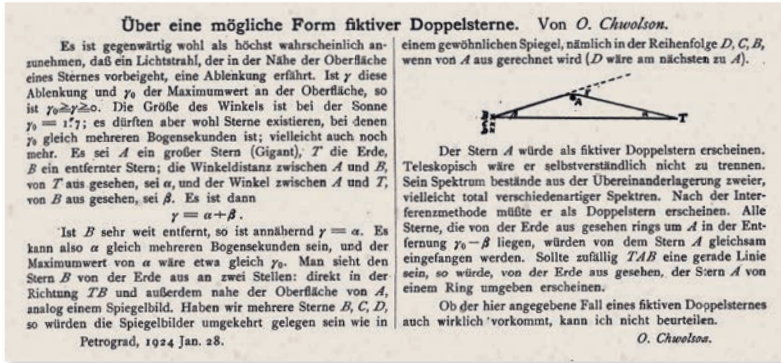 Über eine mögliche Form fiktiver Doppelsterne. Von O. Chwolson.
Es ist gegenwärtig wohl als höchst wahrscheinlich an-
zunehmen, daß ein Lichtstrahl, der in der Nähe der Oberfläche
eines Sternes vorbeigeht, eine Ablenkung erfährt. Ist γ diese
Ablenkung und γ₀ der Maximumwert an der Oberfläche, so
ist γ₀≧γ≧0. Die Größe des Winkels ist bei der Sonne
γ₀ = 1″.7; es dürften aber wohl Sterne existieren, bei denen
γ₀ gleich mehreren Bogensekunden ist; vielleicht auch noch
mehr. Es sei A ein großer Stern (Gigant), T die Erde,
B ein entfernter Stern; die Winkeldistanz zwischen A und B,
von T aus gesehen, sei α, und der Winkel zwischen A und T,
von B aus gesehen, sei β. Es ist dann
γ = α+β.
Ist B sehr weit entfernt, so ist annähernd γ = α. Es
kann also α gleich mehreren Bogensekunden sein, und der
Maximumwert von α wäre etwa gleich γ₀. Man sieht den
Stern B von der Erde aus an zwei Stellen: direkt in der
Richtung TB und außerdem nahe der Oberfläche von A,
analog einem Spiegelbild. Haben wir mehrere Sterne B, C, D,
so würden die Spiegelbilder umgekehrt gelegen sein wie in
Petrograd, 1924 Jan. 28.
einem gewöhnlichen Spiegel, nämlich in der Reihenfolge D, C, B,
wenn von A aus gerechnet wird (D wäre am nächsten zu A).
A
T
Der Stern A würde als fiktiver Doppelstern erscheinen.
Teleskopisch wäre er selbstverständlich nicht zu trennen.
Sein Spektrum bestände aus der Übereinanderlagerung zweier,
vielleicht total verschiedenartiger Spektren. Nach der Inter-
ferenzmethode müßte er als Doppelstern erscheinen. Alle
Sterne, die von der Erde aus gesehen rings um A in der Ent-
fernung γ₀−β liegen, würden von dem Stern A gleichsam
eingefangen werden. Sollte zufällig TAB eine gerade Linie
sein, so würde, von der Erde aus gesehen, der Stern A von
einem Ring umgeben erscheinen.
Ob der hier angegebene Fall eines fiktiven Doppelsternes
auch wirklich vorkommt, kann ich nicht beurteilen.
O. Chwolson.